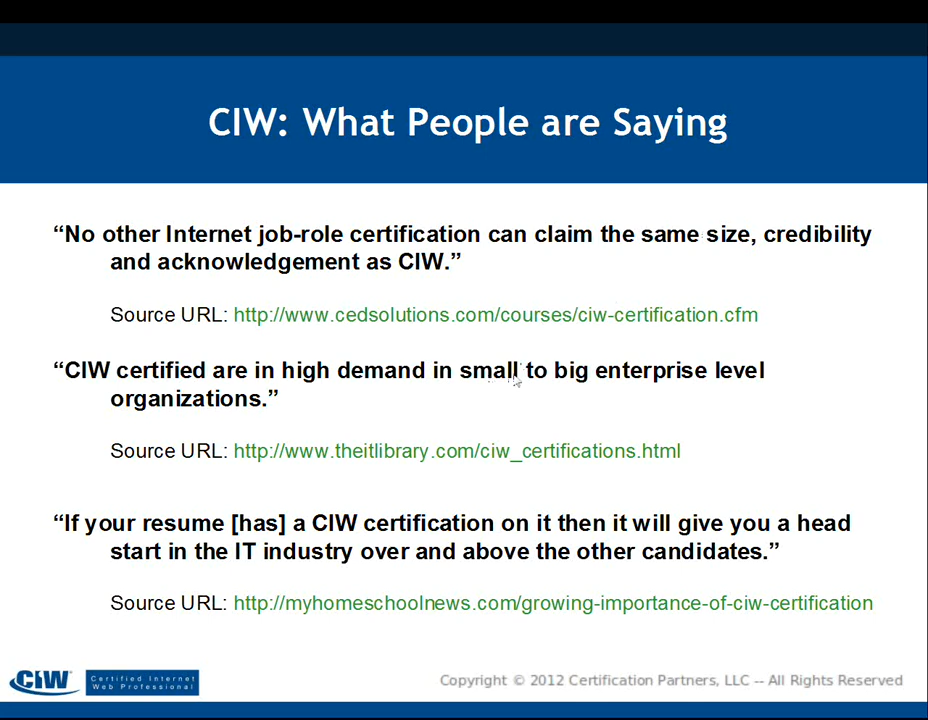 CIW: What People are Saying
“No other Internet job-role certification can claim the same size, credibility
and acknowledgement as CIW.”
Source URL: http://www.cedsolutions.com/courses/ciw-certification.cfm
“CIW certified are in high demand in small to big enterprise level
organizations.”
Source URL: http://www.theitlibrary.com/ciw_certifications.html
“If your resume [has] a CIW certification on it then it will give you a head
start in the IT industry over and above the other candidates.”
Source URL: http://myhomeschoolnews.com/growing-importance-of-ciw-certification
CIW
Certified Internet
Web Professional
Copyright © 2012 Certification Partners, LLC -- All Rights Reserved